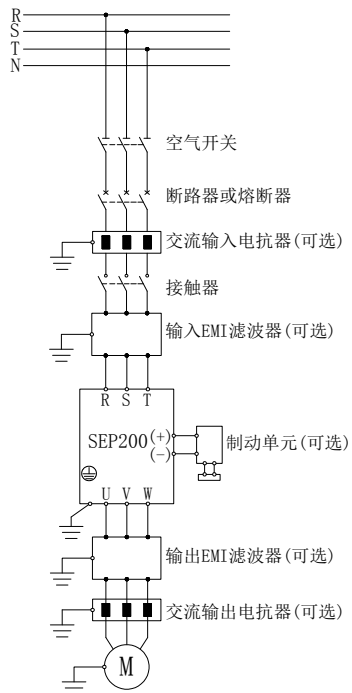 R
S
T
N
空气开关
断路器或熔断器
交流输入电抗器(可选)
接触器
输入EMI滤波器(可选)
R S T
SEP200
(+)
(-)
制动单元(可选)
U V W
输出EMI滤波器(可选)
交流输出电抗器(可选)
M